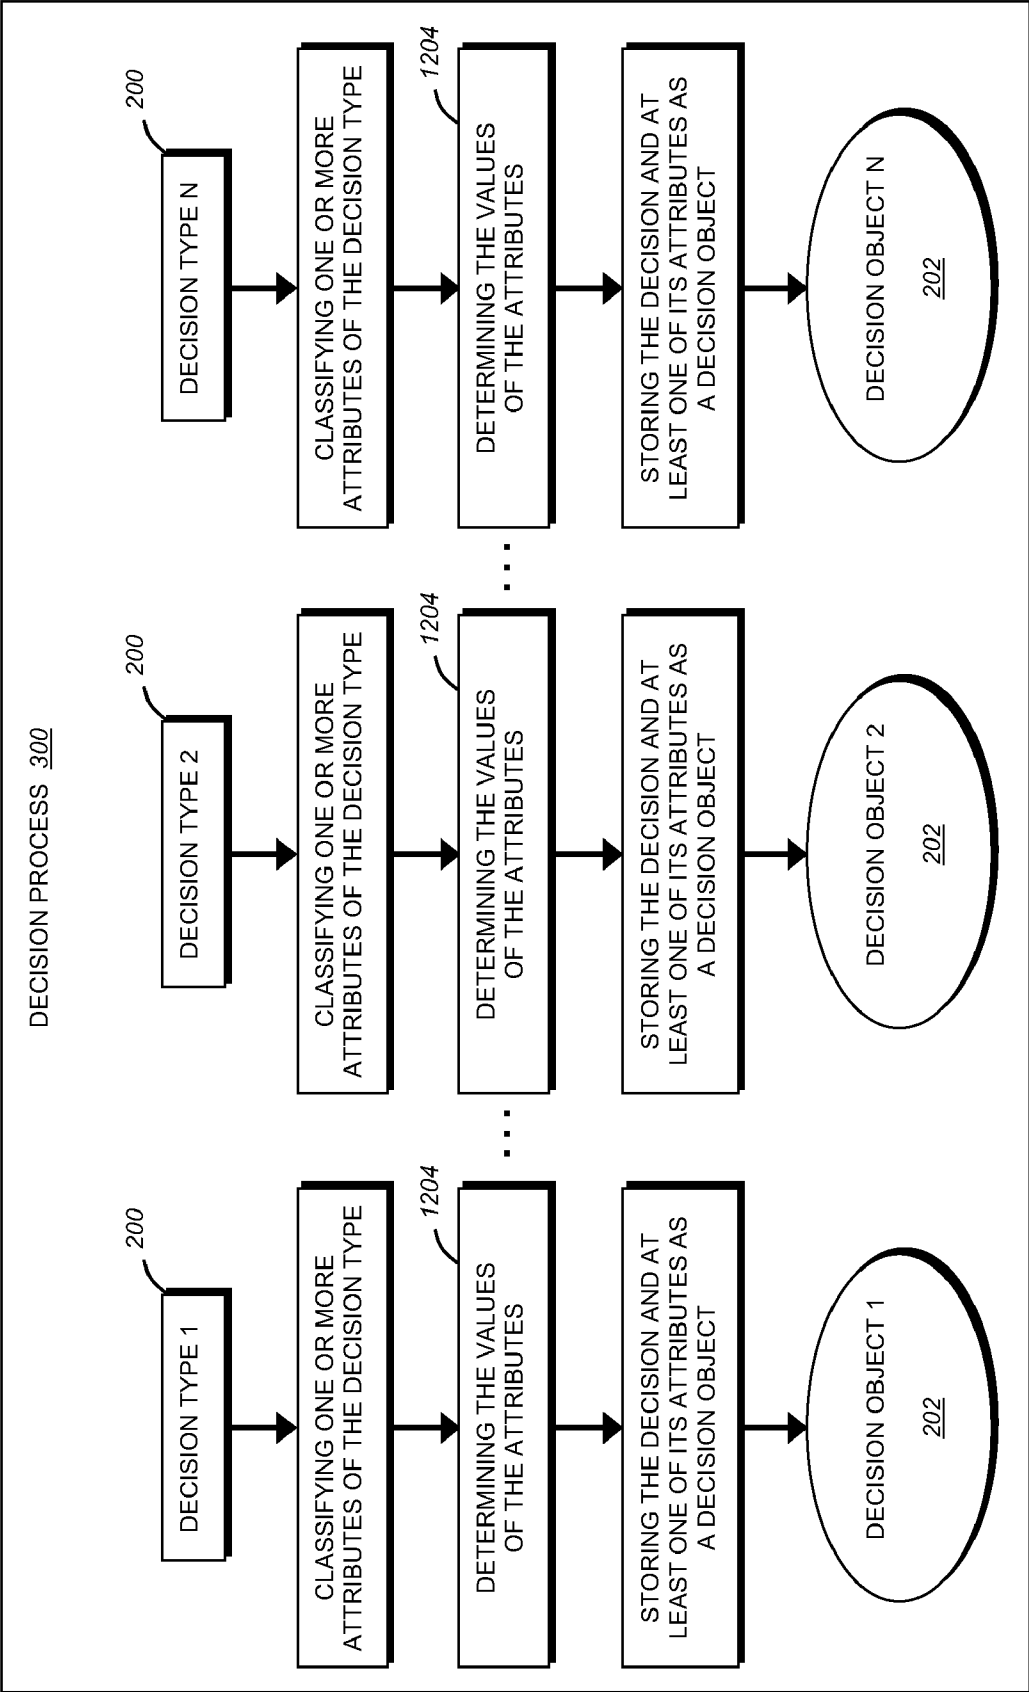 DECISION PROCESS 300
200
DECISION TYPE 1
CLASSIFYING ONE OR MORE
ATTRIBUTES OF THE DECISION TYPE
1204
DETERMINING THE VALUES
OF THE ATTRIBUTES
STORING THE DECISION AND AT
LEAST ONE OF ITS ATTRIBUTES AS
A DECISION OBJECT
DECISION OBJECT 1
202
...
200
DECISION TYPE 2
CLASSIFYING ONE OR MORE
ATTRIBUTES OF THE DECISION TYPE
1204
DETERMINING THE VALUES
OF THE ATTRIBUTES
STORING THE DECISION AND AT
LEAST ONE OF ITS ATTRIBUTES AS
A DECISION OBJECT
DECISION OBJECT 2
202
...
200
DECISION TYPE N
CLASSIFYING ONE OR MORE
ATTRIBUTES OF THE DECISION TYPE
1204
DETERMINING THE VALUES
OF THE ATTRIBUTES
STORING THE DECISION AND AT
LEAST ONE OF ITS ATTRIBUTES AS
A DECISION OBJECT
DECISION OBJECT N
202